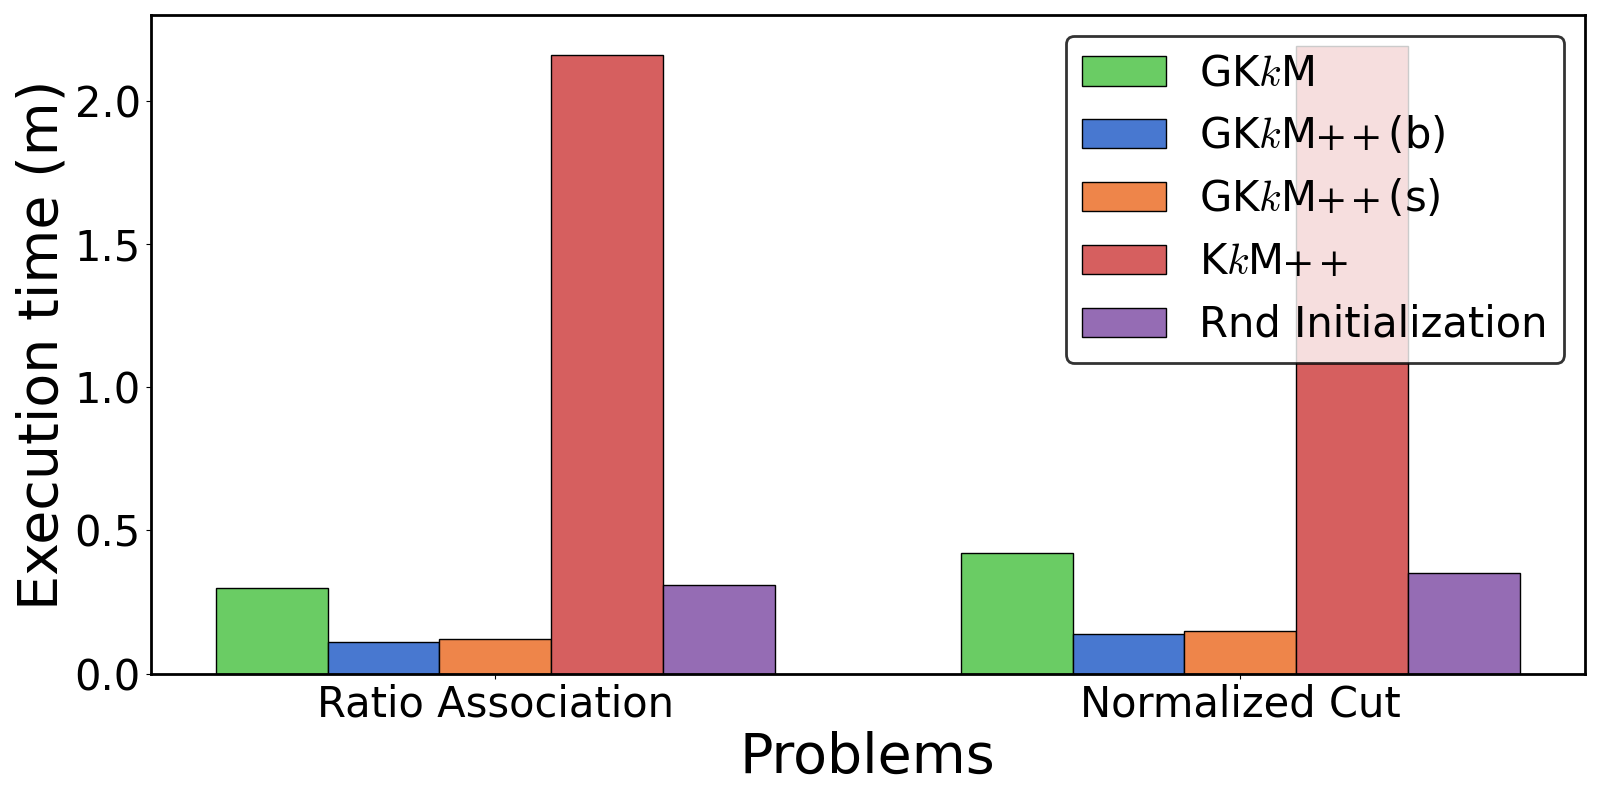 Execution time (m)
2.0
1.5
1.0
0.5
0.0
GKkM
GKkM++(b)
GKkM++(s)
KkM++
Rnd Initialization
Ratio Association
Normalized Cut
Problems